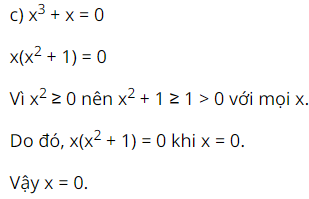 c) x³ + x = 0
x(x² + 1) = 0
Vì x² ≥ 0 nên x² + 1 ≥ 1 > 0 với mọi x.
Do đó, x(x² + 1) = 0 khi x = 0.
Vậy x = 0.